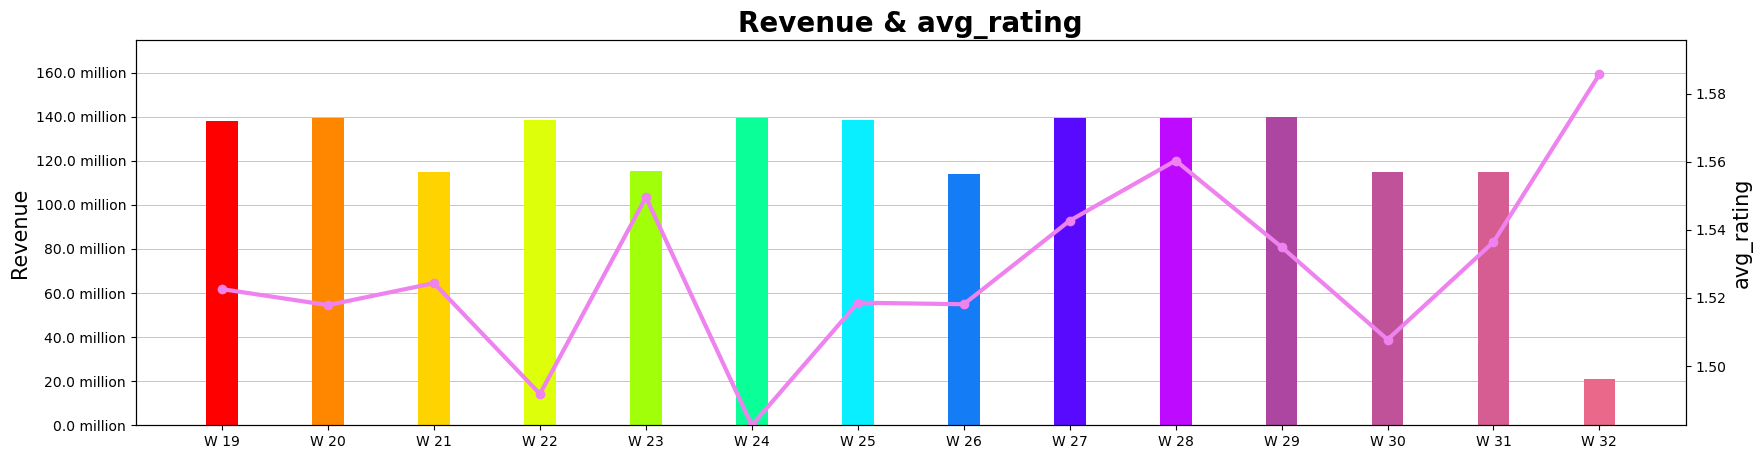 Revenue & avg_rating
Revenue
160.0 million
140.0 million
120.0 million
100.0 million
80.0 million
60.0 million
40.0 million
20.0 million
0.0 million
1.58
1.56
1.54
1.52
1.50
avg_rating
W 19 W 20 W 21 W 22 W 23 W 24 W 25 W 26 W 27 W 28 W 29 W 30 W 31 W 32